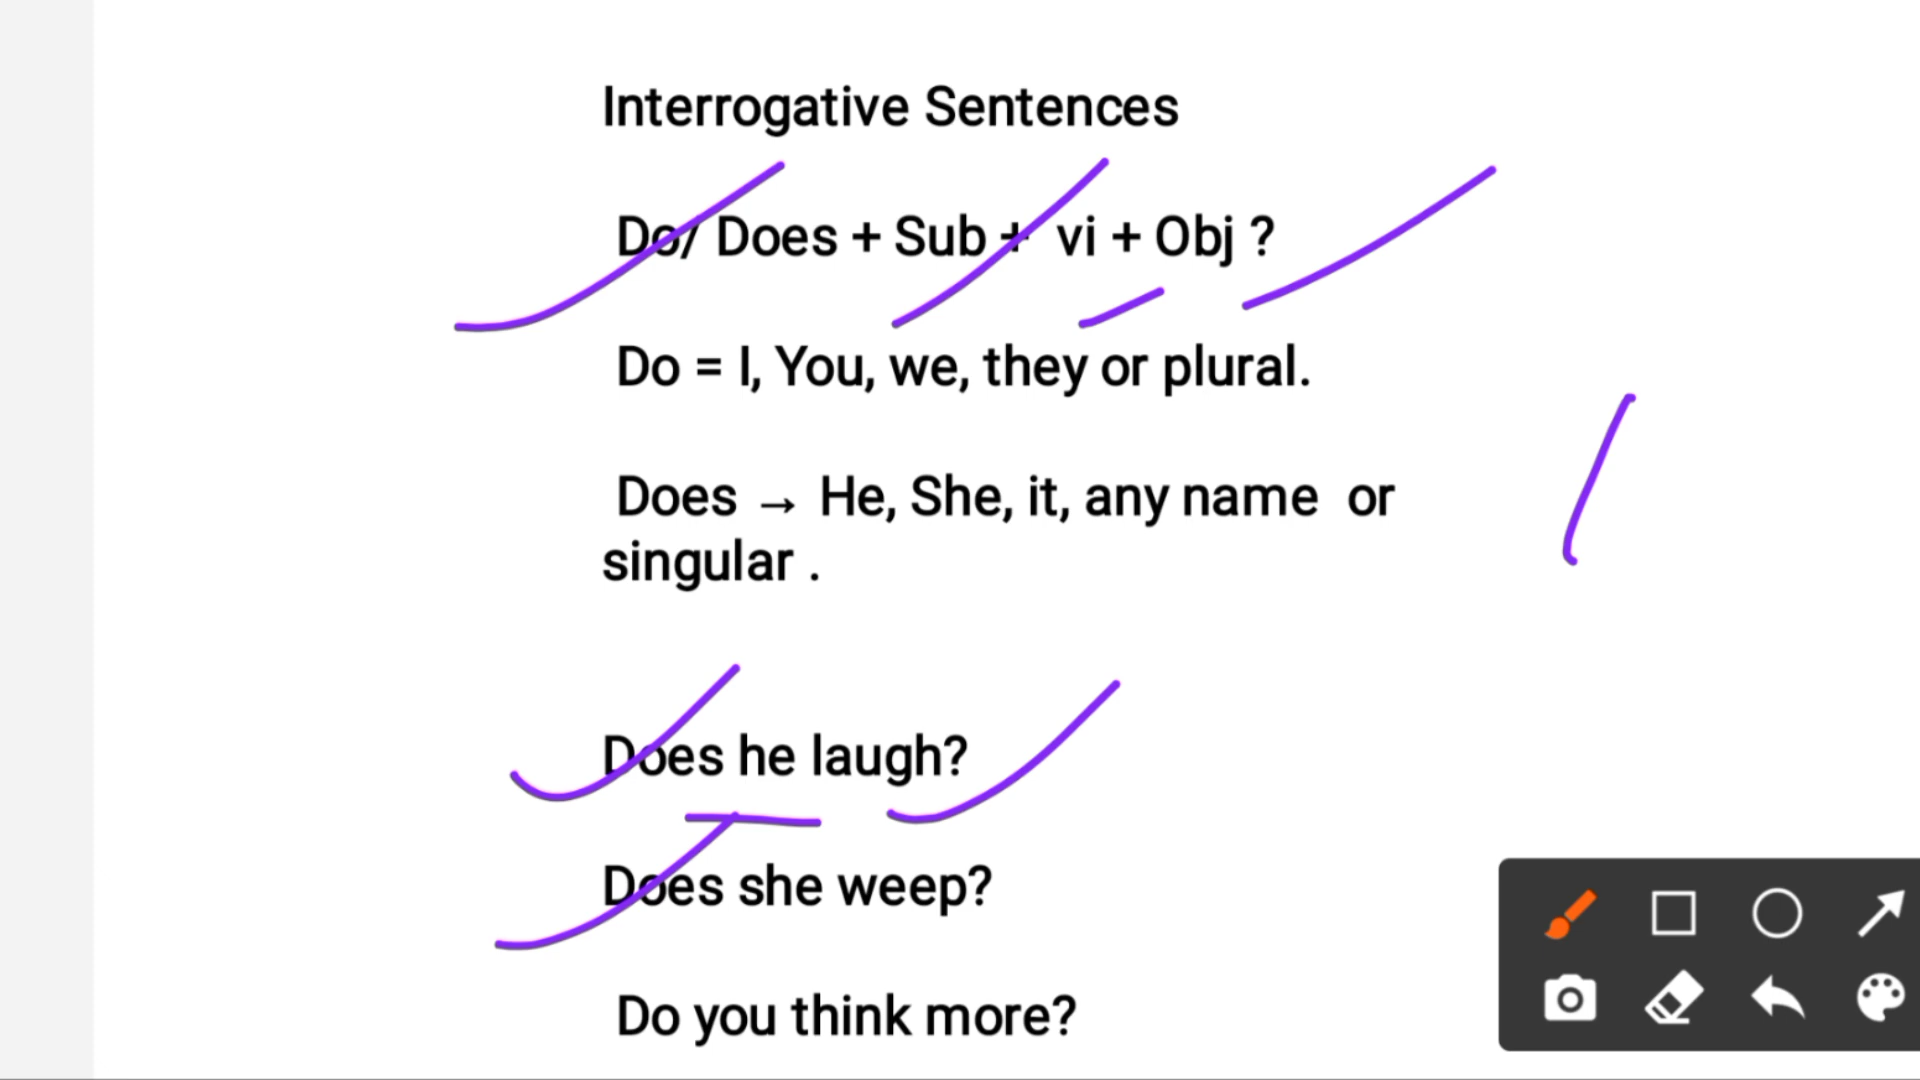 Interrogative Sentences
Do/ Does + Sub + vi + Obj ?
Do = I, You, we, they or plural.
Does → He, She, it, any name or
singular .
Does he laugh?
Does she weep?
Do you think more?